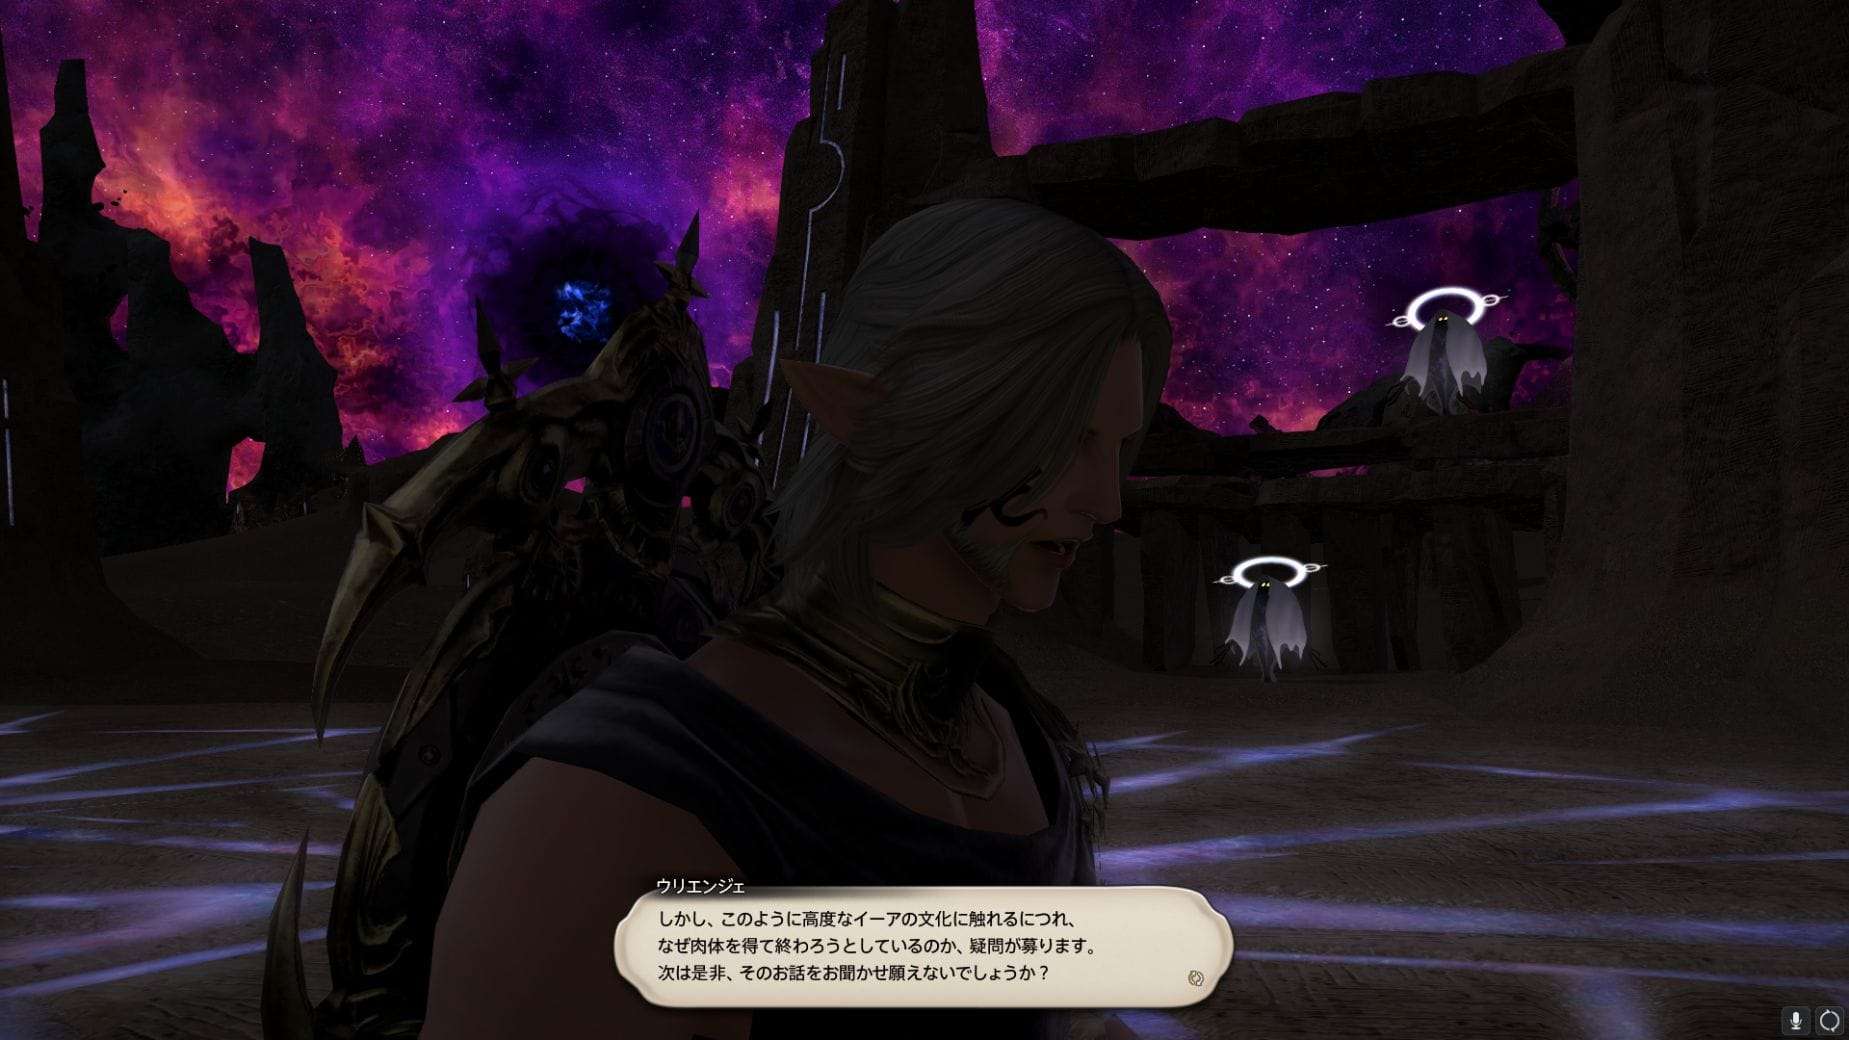 ウリエンジェ
しかし、このように高度なイーアの文化に触れるにつれ、
なぜ肉体を得て終わろうとしているのか、疑問が募ります。
次は是非、そのお話をお聞かせ願えないでしょうか？